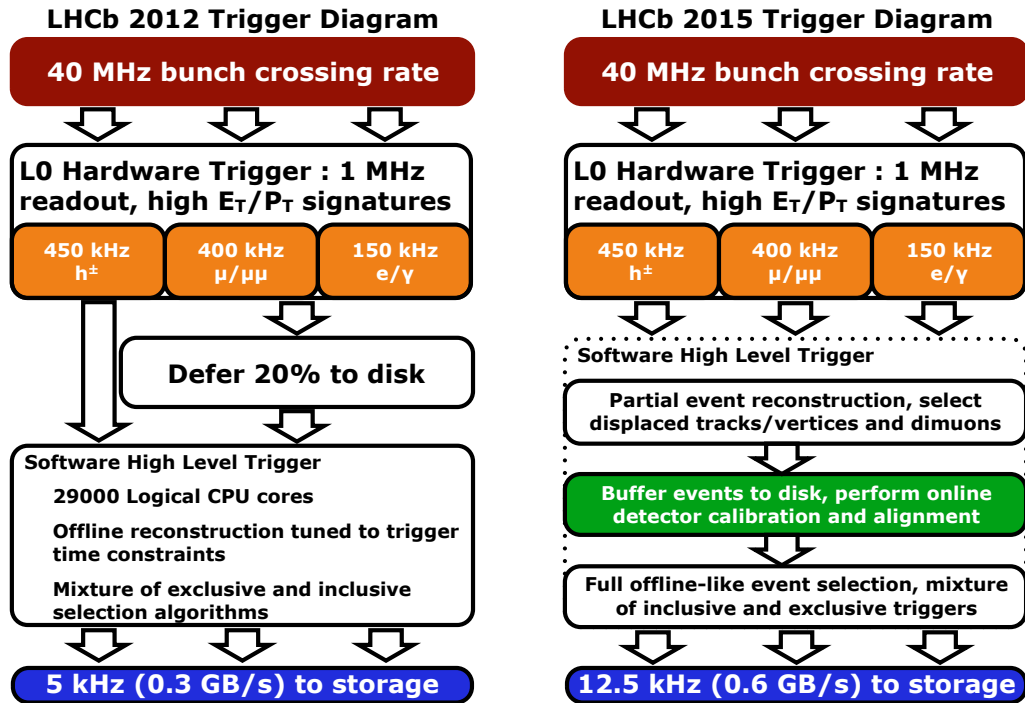 LHCb 2012 Trigger Diagram
40 MHz bunch crossing rate
L0 Hardware Trigger : 1 MHz
readout, high E_T/P_T signatures
450 kHz
h±
400 kHz
μ/μμ
150 kHz
e/γ
Defer 20% to disk
Software High Level Trigger
29000 Logical CPU cores
Offline reconstruction tuned to trigger
time constraints
Mixture of exclusive and inclusive
selection algorithms
5 kHz (0.3 GB/s) to storage
LHCb 2015 Trigger Diagram
40 MHz bunch crossing rate
L0 Hardware Trigger : 1 MHz
readout, high E_T/P_T signatures
450 kHz
h±
400 kHz
μ/μμ
150 kHz
e/γ
Software High Level Trigger
Partial event reconstruction, select
displaced tracks/vertices and dimuons
Buffer events to disk, perform online
detector calibration and alignment
Full offline-like event selection, mixture
of inclusive and exclusive triggers
12.5 kHz (0.6 GB/s) to storage